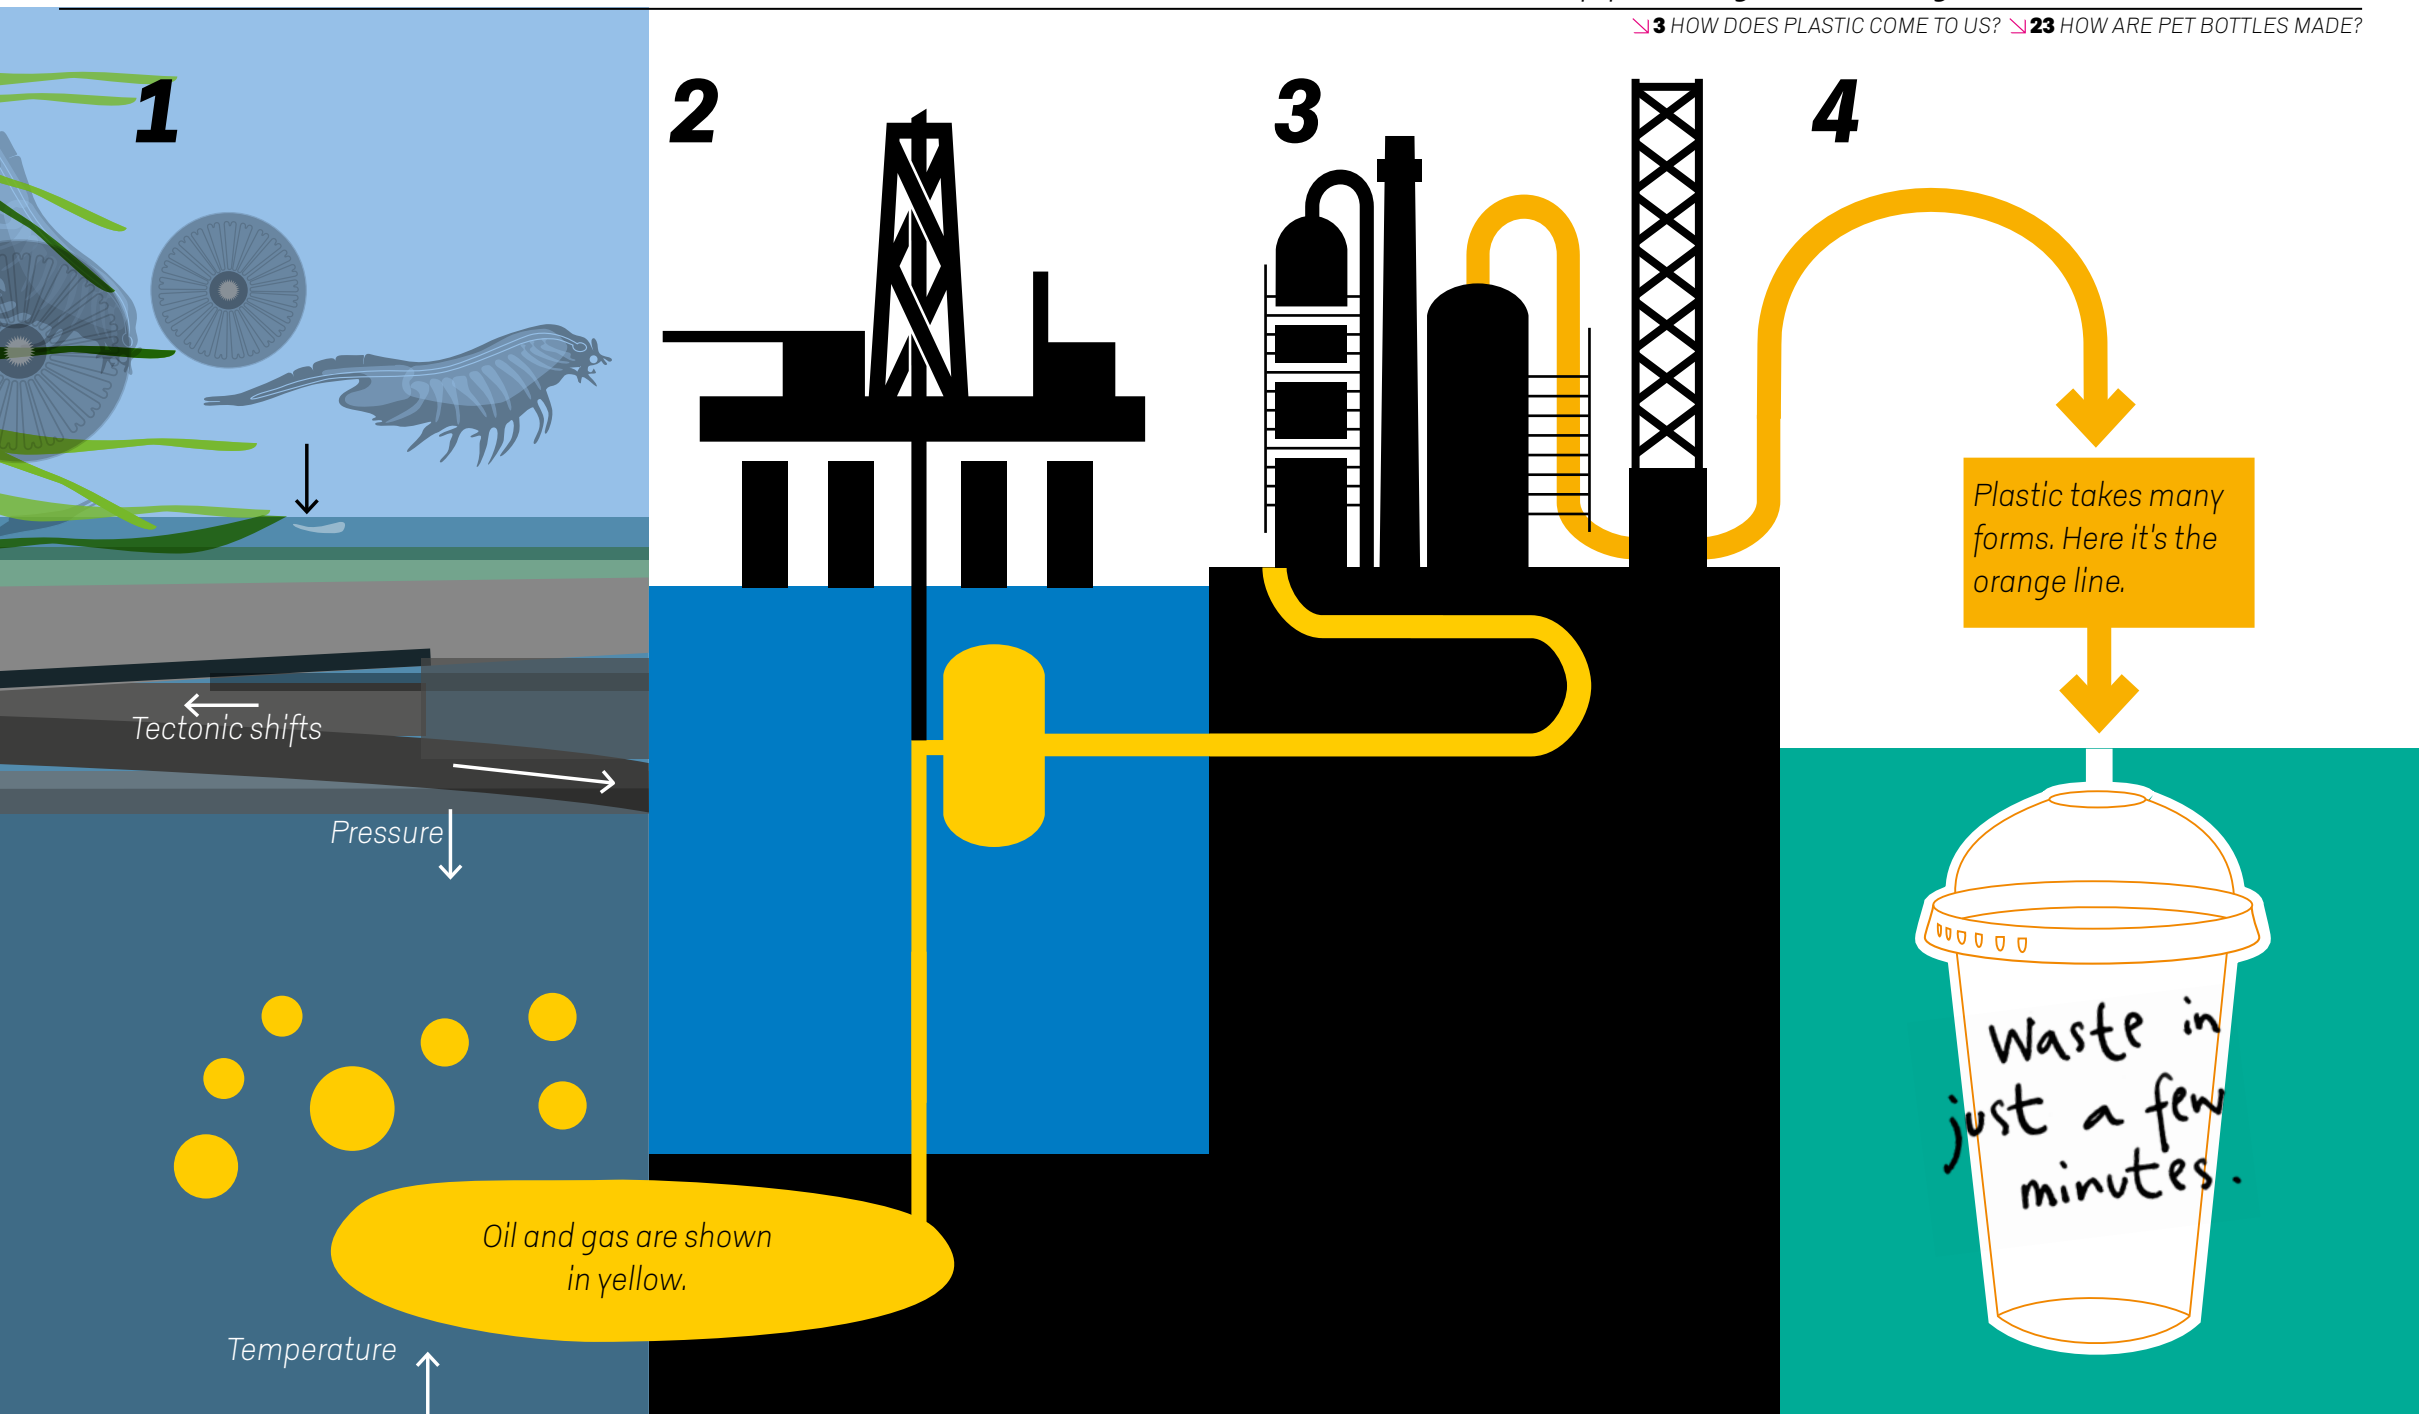 3 HOW DOES PLASTIC COME TO US? 23 HOW ARE PET BOTTLES MADE?
1
2
3
4
Plastic takes many
forms. Here it's the
orange line.
Tectonic shifts
Pressure
Waste in
just a few
minutes.
Oil and gas are shown
in yellow.
Temperature